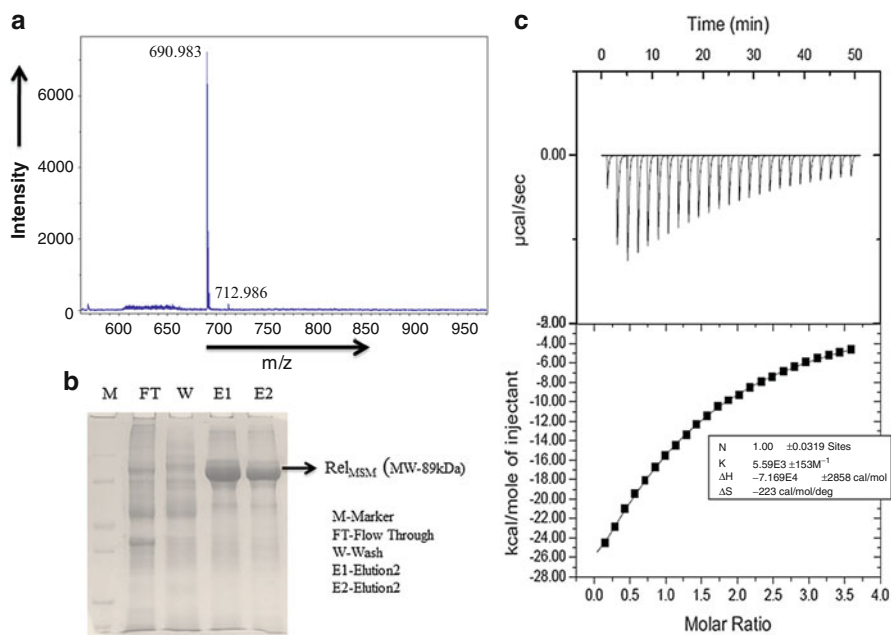 a
690.983
6000
4000
2000
0
Intensity
712.986
600 650 700 750 800 850 900 950
m/z
b
M FT W E1 E2
RelMSM (MW-89kDa)
M-Marker
FT-Flow Through
W-Wash
E1-Elution2
E2-Elution2
c
Time (min)
0 10 20 30 40 50
0.00
µcal/sec
-2.00
-4.00
-6.00
-8.00
-10.00
-12.00
-14.00
-16.00
-18.00
-20.00
-22.00
-24.00
-26.00
-28.00
kcal/mole of injectant
N 1.00 ±0.0319 Sites
K 5.59E3 ±153M⁻¹
ΔH -7.169E4 ±2858 cal/mol
ΔS -223 cal/mol/deg
0.0 0.5 1.0 1.5 2.0 2.5 3.0 3.5 4.0
Molar Ratio